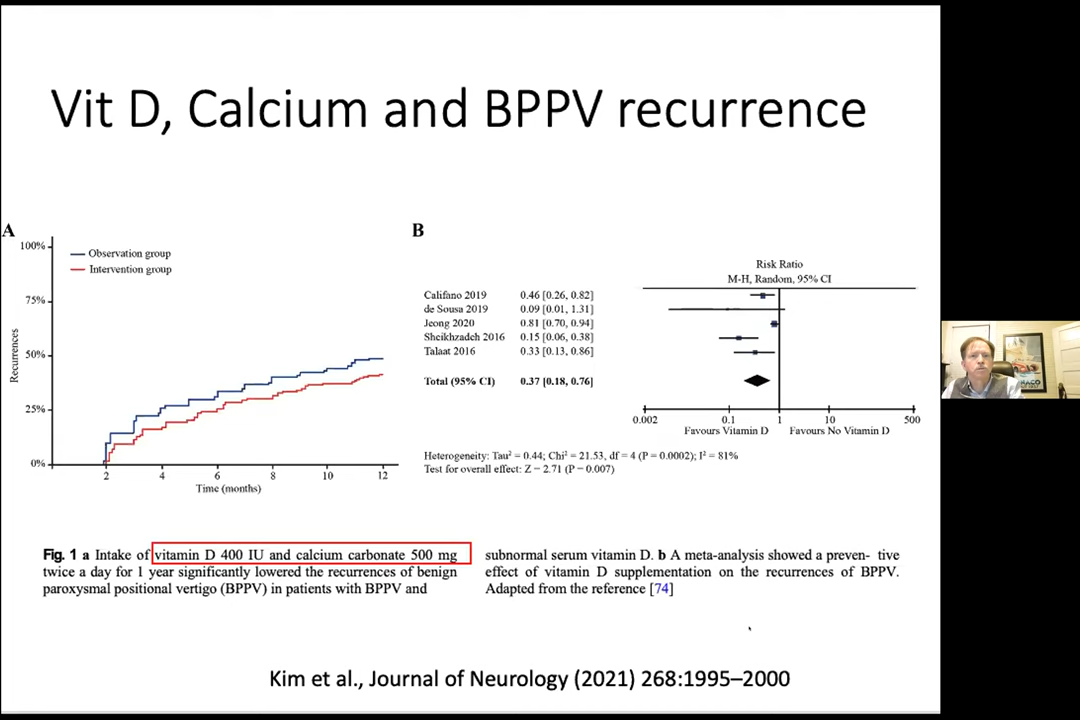 Vit D, Calcium and BPPV recurrence
A
100%
75%
50%
25%
0%
Recurrences
Observation group
Intervention group
2 4 6 8 10 12
Time (months)
B
Risk Ratio
M-H, Random, 95% CI
Califano 2019 0.46 [0.26, 0.82]
de Sousa 2019 0.09 [0.01, 1.31]
Jeong 2020 0.81 [0.70, 0.94]
Sheikhzadeh 2016 0.15 [0.06, 0.38]
Talaat 2016 0.33 [0.13, 0.86]
Total (95% CI) 0.37 [0.18, 0.76]
0.002 0.1 1 10 500
Favours Vitamin D Favours No Vitamin D
Heterogeneity: Tau² = 0.44; Chi² = 21.53, df = 4 (P = 0.0002); I² = 81%
Test for overall effect: Z = 2.71 (P = 0.007)
Fig. 1 a Intake of vitamin D 400 IU and calcium carbonate 500 mg
twice a day for 1 year significantly lowered the recurrences of benign
paroxysmal positional vertigo (BPPV) in patients with BPPV and
subnormal serum vitamin D. b A meta-analysis showed a preven- tive
effect of vitamin D supplementation on the recurrences of BPPV.
Adapted from the reference [74]
Kim et al., Journal of Neurology (2021) 268:1995–2000